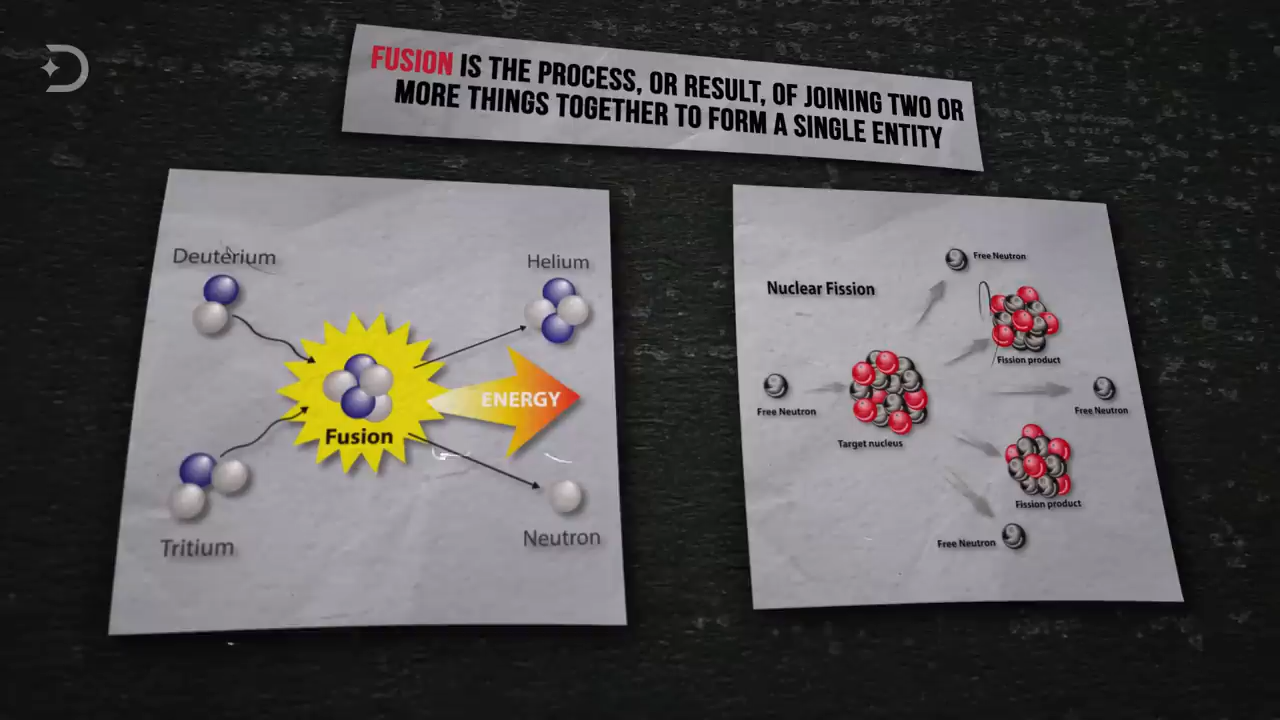 FUSION IS THE PROCESS, OR RESULT, OF JOINING TWO OR
MORE THINGS TOGETHER TO FORM A SINGLE ENTITY
Deuterium
Helium
ENERGY
Fusion
Tritium
Neutron
Free Neutron
Nuclear Fission
Fission product
Free Neutron
Free Neutron
Target nucleus
Fission product
Free Neutron